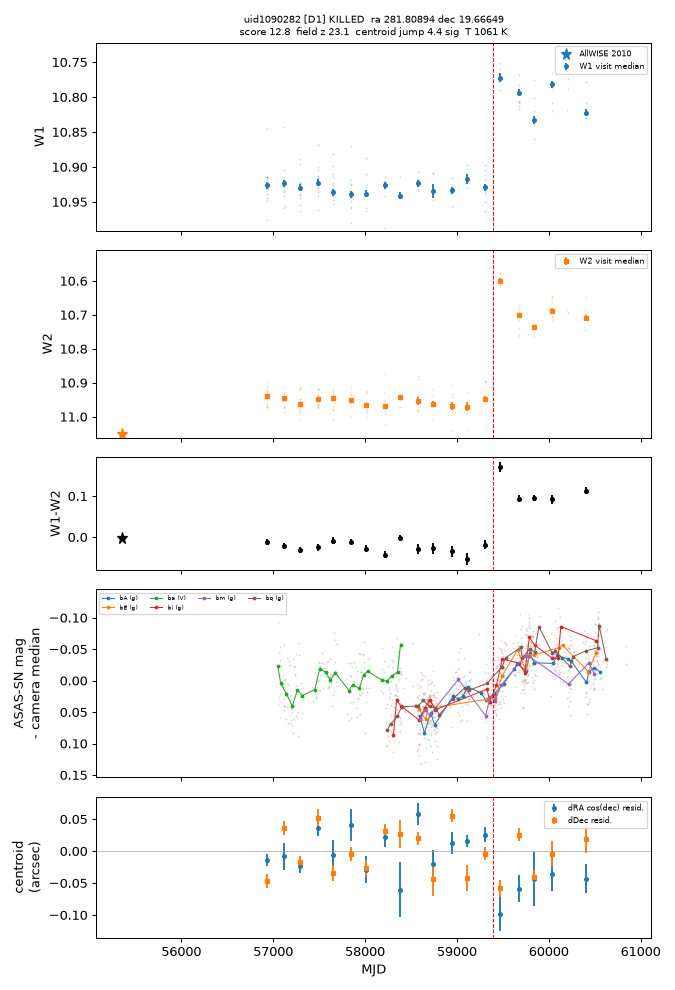 uid1090282 [D1] KILLED ra 281.80894 dec 19.66649
score 12.8 field z 23.1 centroid jump 4.4 sig T 1061 K
10.75
10.80
10.85
10.90
10.95
W1
AllWISE 2010
W1 visit median
10.6
10.7
10.8
10.9
11.0
W2
W2 visit median
0.1
0.0
W1-W2
−0.10
−0.05
0.00
0.05
0.10
0.15
ASAS-SN mag
- camera median
bA (g)
bE (g)
ba (V)
bi (g)
bm (g)
bq (g)
0.05
0.00
−0.05
−0.10
centroid
(arcsec)
dRA cos(dec) resid.
dDec resid.
56000
57000
58000
59000
60000
61000
MJD